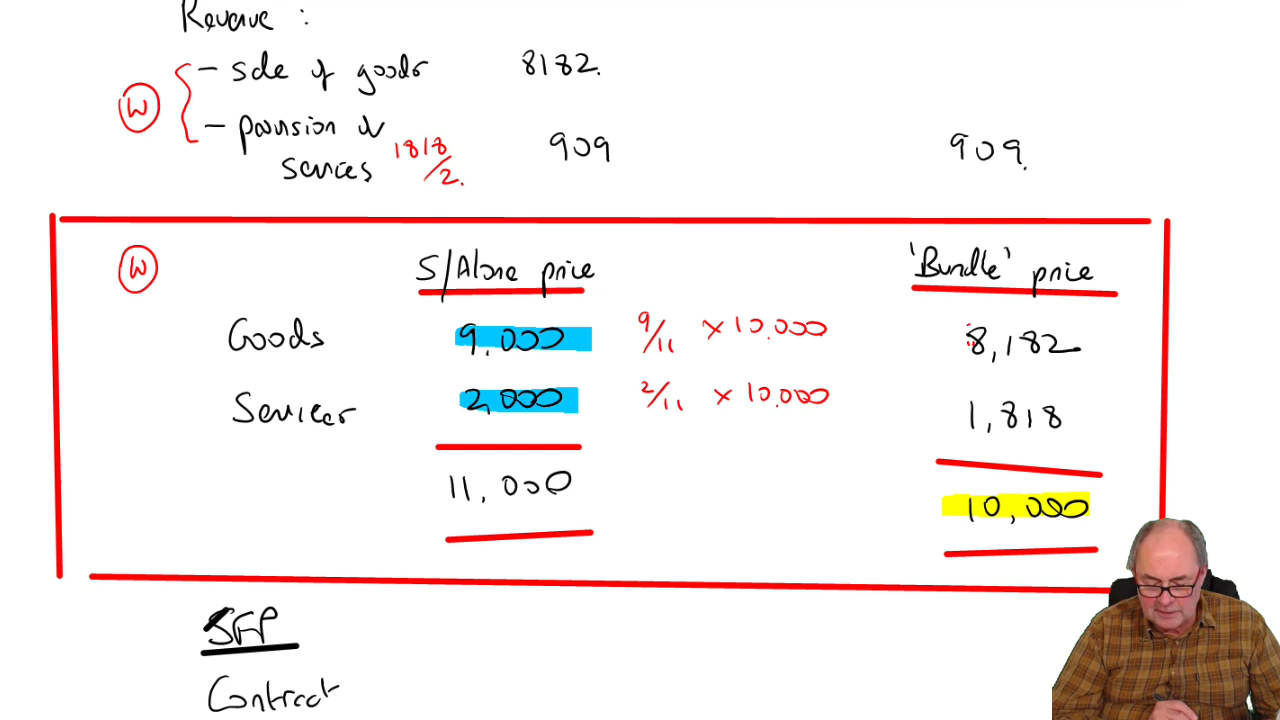 Revenue :
W
- sale of goods 8182.
- provision of
services 1818/2. 909 909.
W S/Alone price 'Bundle' price
Goods 9,000 9/11 × 10,000 8,182
Services 2,000 2/11 × 10,000 1,818
11,000 10,000
SFP
Contract